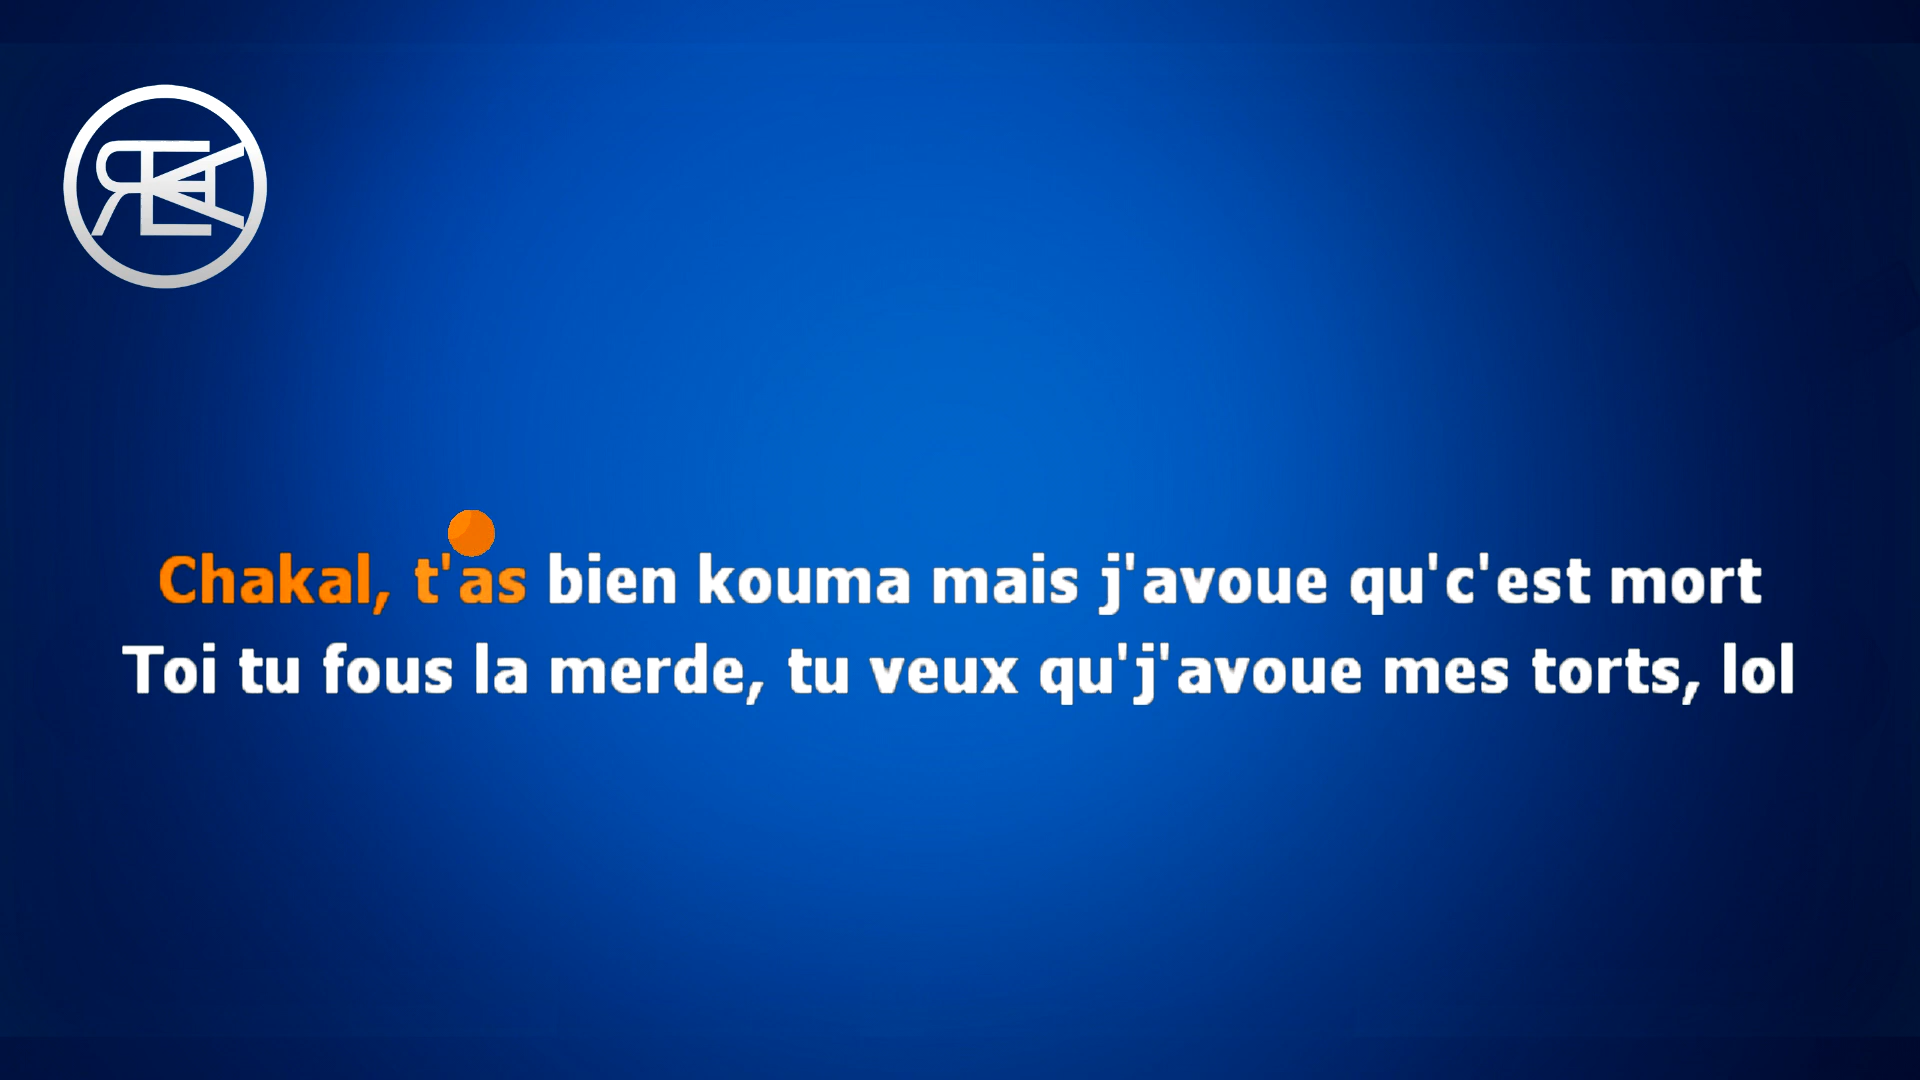 Chakal, t'as bien kouma mais j'avoue qu'c'est mort
Toi tu fous la merde, tu veux qu'j'avoue mes torts, lol